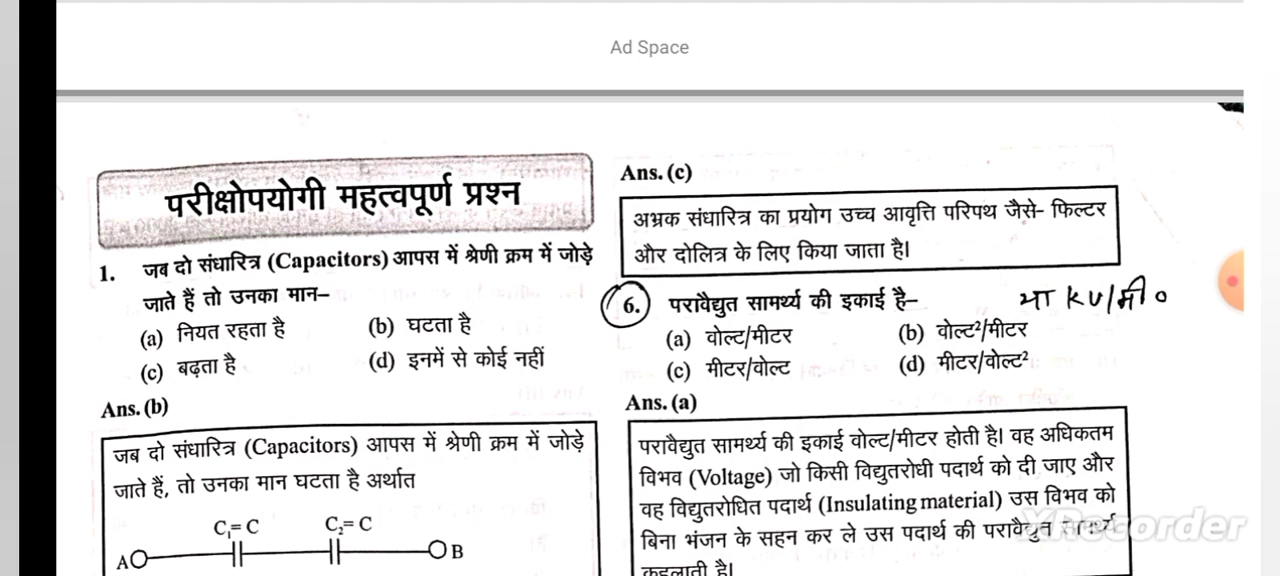 Ad Space
परीक्षोपयोगी महत्वपूर्ण प्रश्न
1. जब दो संधारित्र (Capacitors) आपस में श्रेणी क्रम में जोड़े
जाते हैं तो उनका मान–
(a) नियत रहता है (b) घटता है
(c) बढ़ता है (d) इनमें से कोई नहीं
Ans. (b)
जब दो संधारित्र (Capacitors) आपस में श्रेणी क्रम में जोड़े
जाते हैं, तो उनका मान घटता है अर्थात
C₁= C C₂= C
A B
Ans. (c)
अभ्रक संधारित्र का प्रयोग उच्च आवृत्ति परिपथ जैसे- फिल्टर
और दोलित्र के लिए किया जाता है।
6. परावैद्युत सामर्थ्य की इकाई है– या KV/मी०
(a) वोल्ट/मीटर (b) वोल्ट²/मीटर
(c) मीटर/वोल्ट (d) मीटर/वोल्ट²
Ans. (a)
परावैद्युत सामर्थ्य की इकाई वोल्ट/मीटर होती है। वह अधिकतम
विभव (Voltage) जो किसी विद्युतरोधी पदार्थ को दी जाए और
वह विद्युतरोधित पदार्थ (Insulating material) उस विभव को
बिना भंजन के सहन कर ले उस पदार्थ की परावैद्युत सामर्थ्य
कहलाती है।
XRecorder